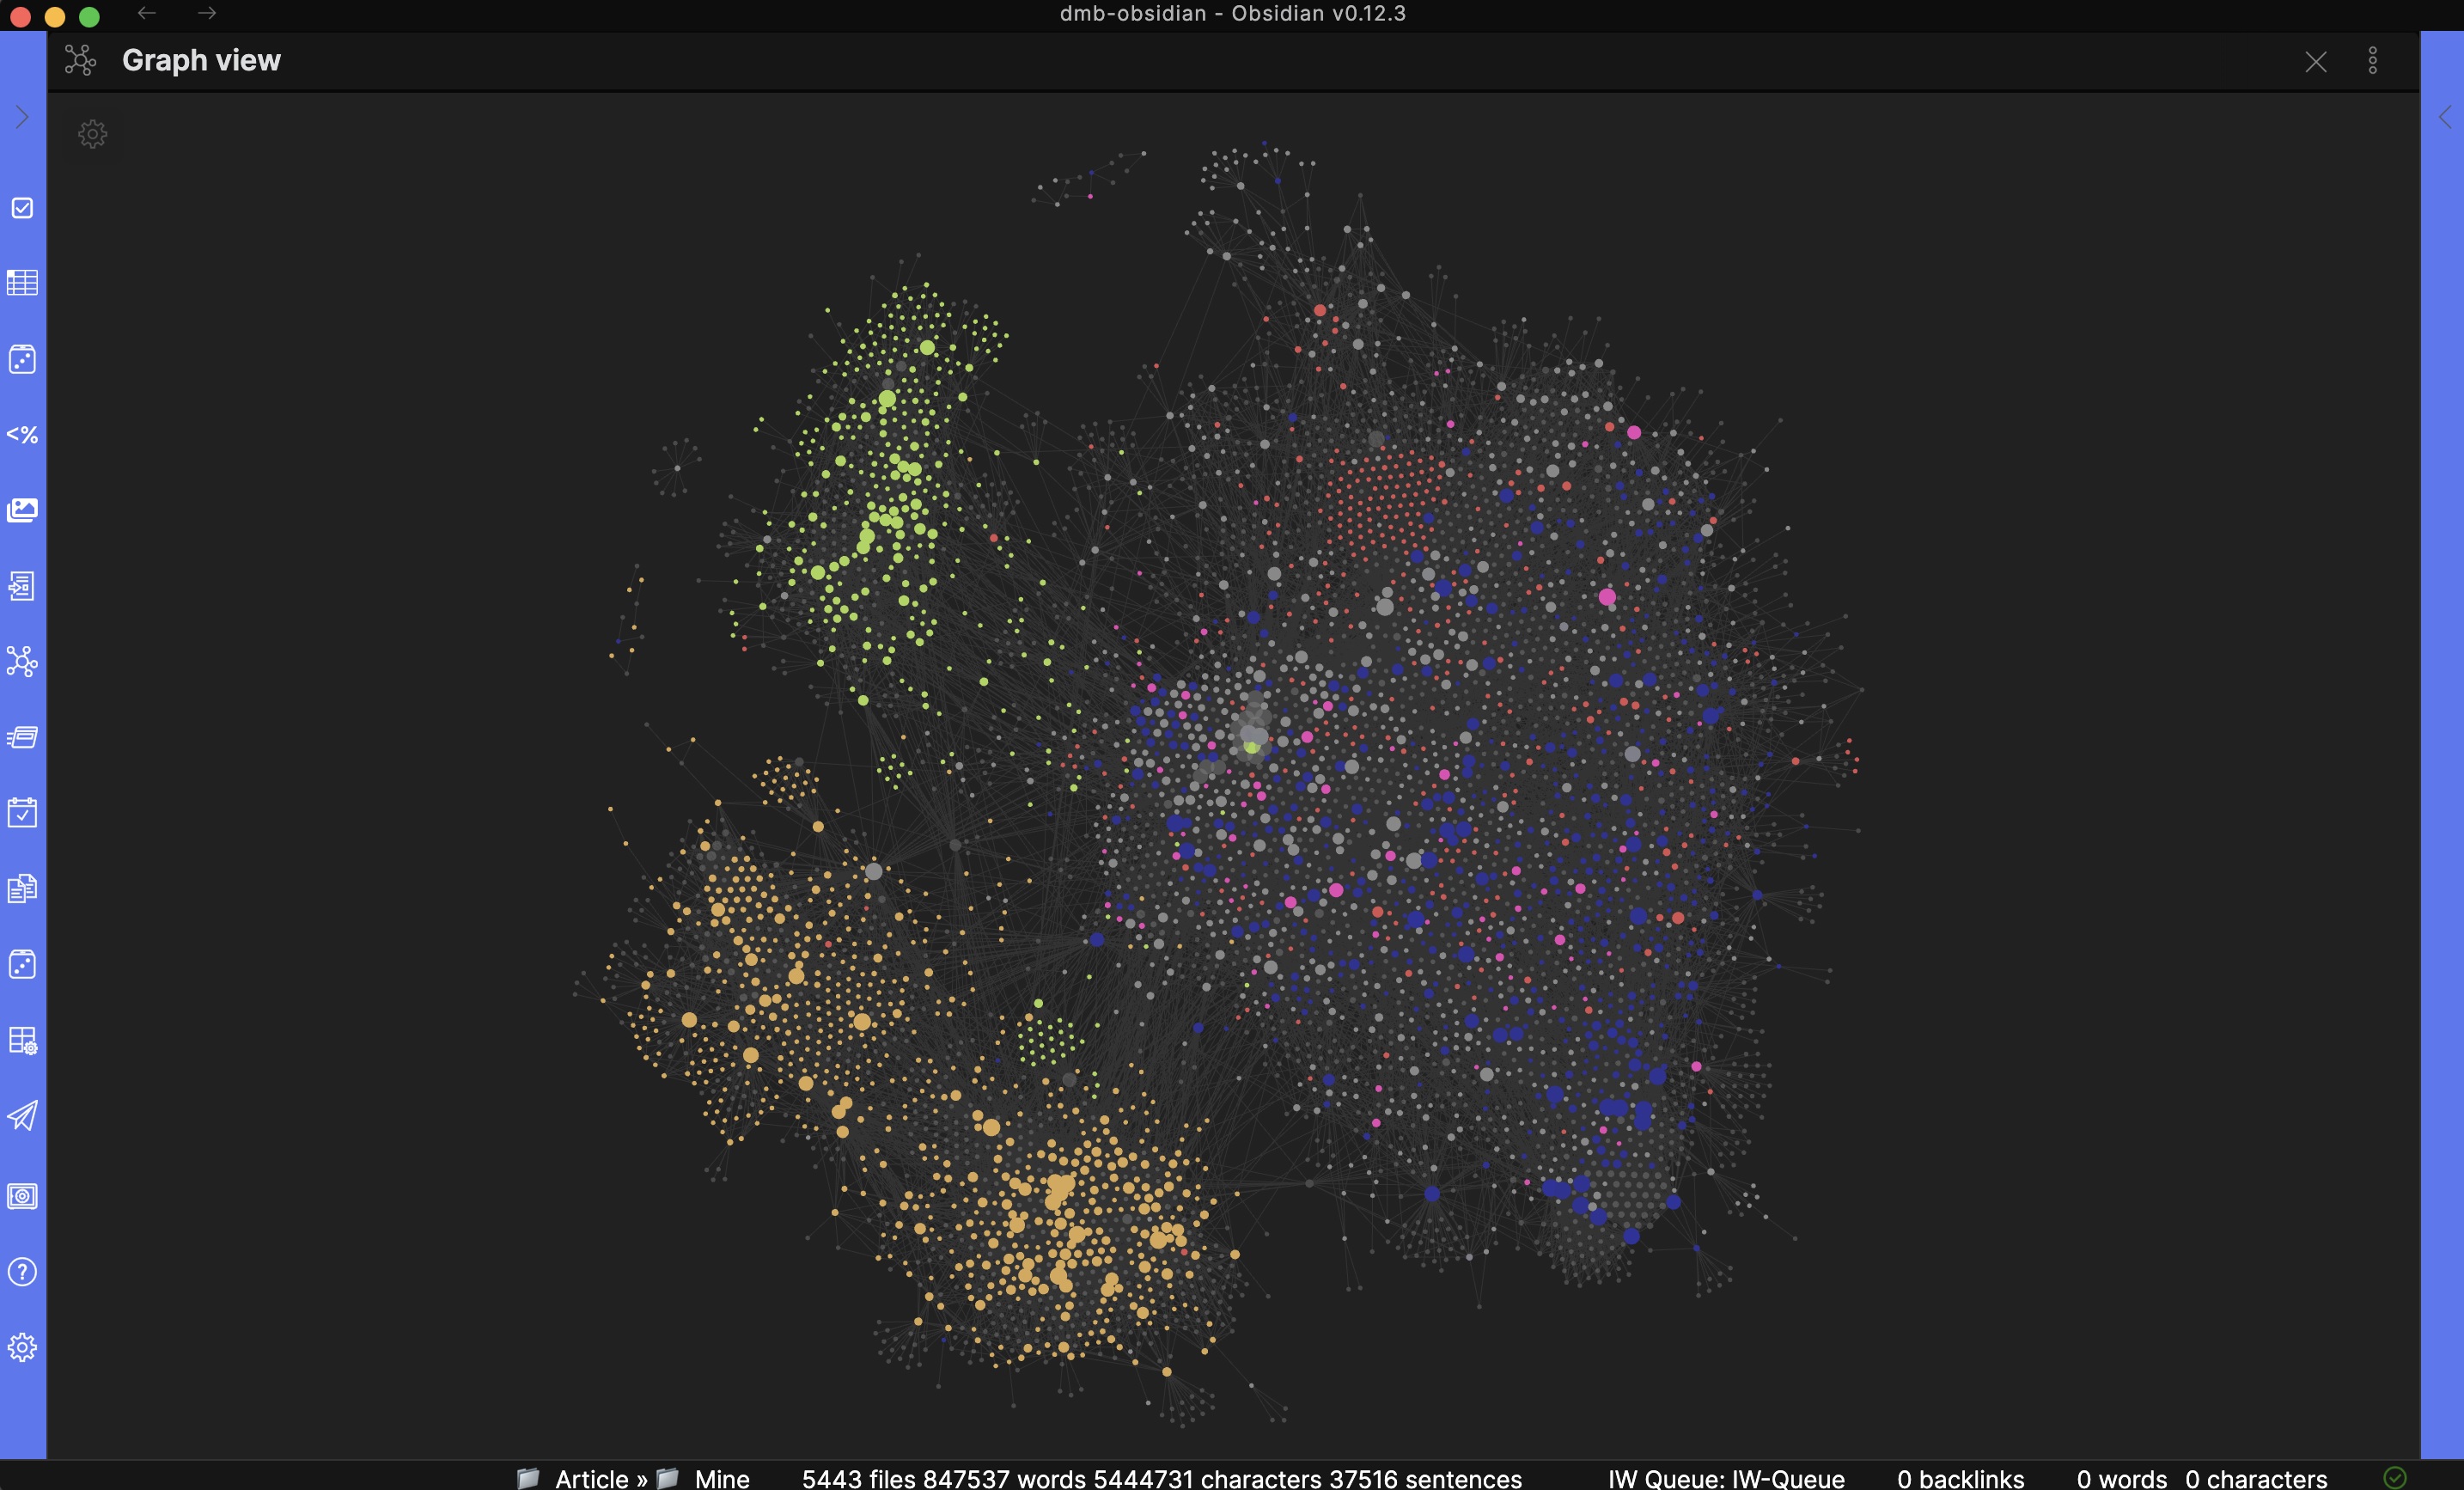 dmb-obsidian - Obsidian v0.12.3
Graph view
<%
Article » Mine 5443 files 847537 words 5444731 characters 37516 sentences IW Queue: IW-Queue 0 backlinks 0 words 0 characters